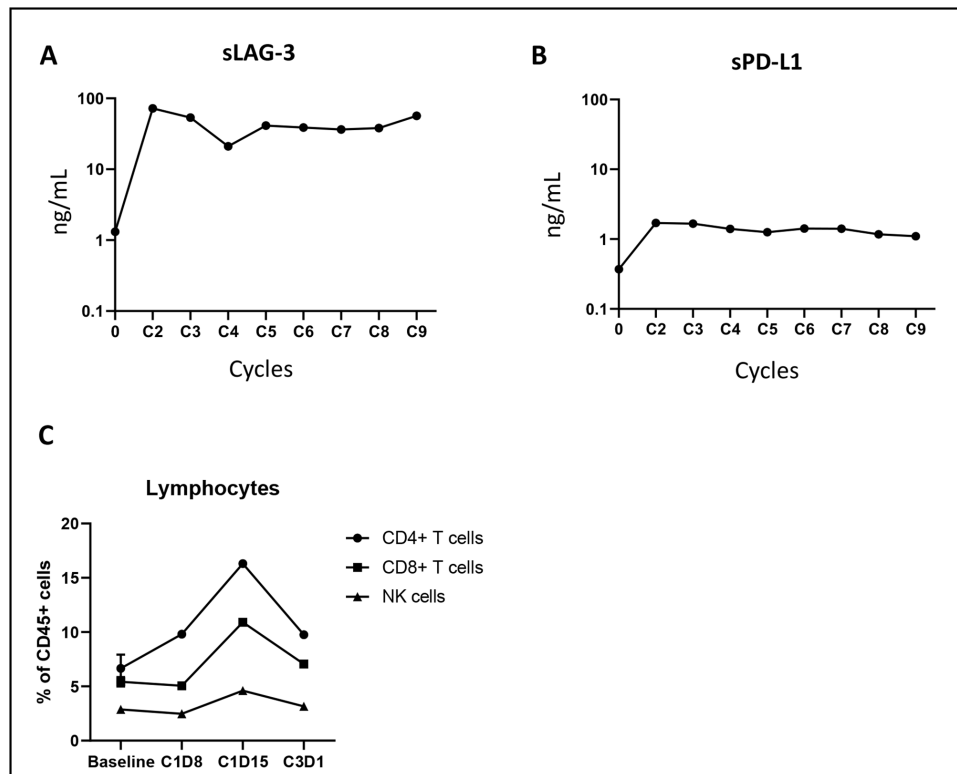 A
sLAG-3
100
10
1
0.1
ng/mL
0 C2 C3 C4 C5 C6 C7 C8 C9
Cycles
B
sPD-L1
100
10
1
0.1
ng/mL
0 C2 C3 C4 C5 C6 C7 C8 C9
Cycles
C
Lymphocytes
20
15
10
5
0
% of CD45+ cells
Baseline C1D8 C1D15 C3D1
CD4+ T cells
CD8+ T cells
NK cells